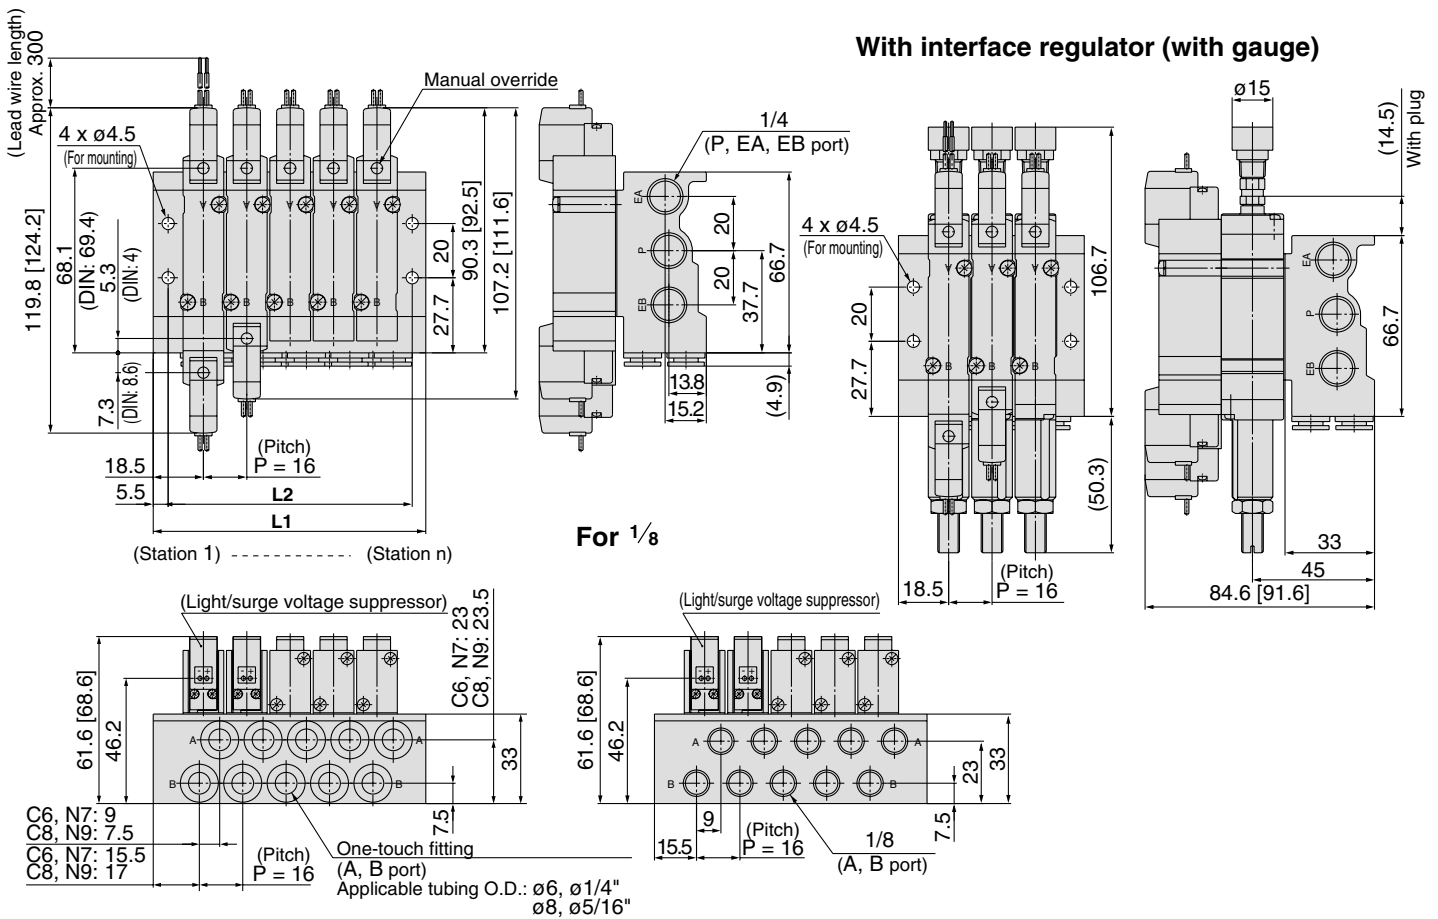 With interface regulator (with gauge)
(Lead wire length)
Approx. 300
Manual override
4 x ø4.5
(For mounting)
119.8 [124.2]
68.1
(DIN: 69.4)
5.3
(DIN: 4)
7.3
(DIN: 8.6)
A A A A A
B B B B B
20
27.7
90.3 [92.5]
107.2 [111.6]
18.5
(Pitch)
P = 16
5.5
L2
L1
(Station 1) (Station n)
1/4
(P, EA, EB port)
EA
P
EB
20
20
37.7
66.7
13.8
15.2
(4.9)
4 x ø4.5
(For mounting)
20
27.7
A A A
B B B
106.7
(50.3)
18.5
(Pitch)
P = 16
ø15
(14.5)
With plug
EA
P
EB
66.7
33
45
84.6 [91.6]
(Light/surge voltage suppressor)
C6, N7: 23
C8, N9: 23.5
61.6 [68.6]
46.2
A A
B B
33
7.5
C6, N7: 9
C8, N9: 7.5
C6, N7: 15.5
C8, N9: 17
(Pitch)
P = 16
One-touch fitting
(A, B port)
Applicable tubing O.D.: ø6, ø1/4"
ø8, ø5/16"
For 1/8
(Light/surge voltage suppressor)
61.6 [68.6]
46.2
A A
B B
23
33
7.5
9
15.5
(Pitch)
P = 16
1/8
(A, B port)